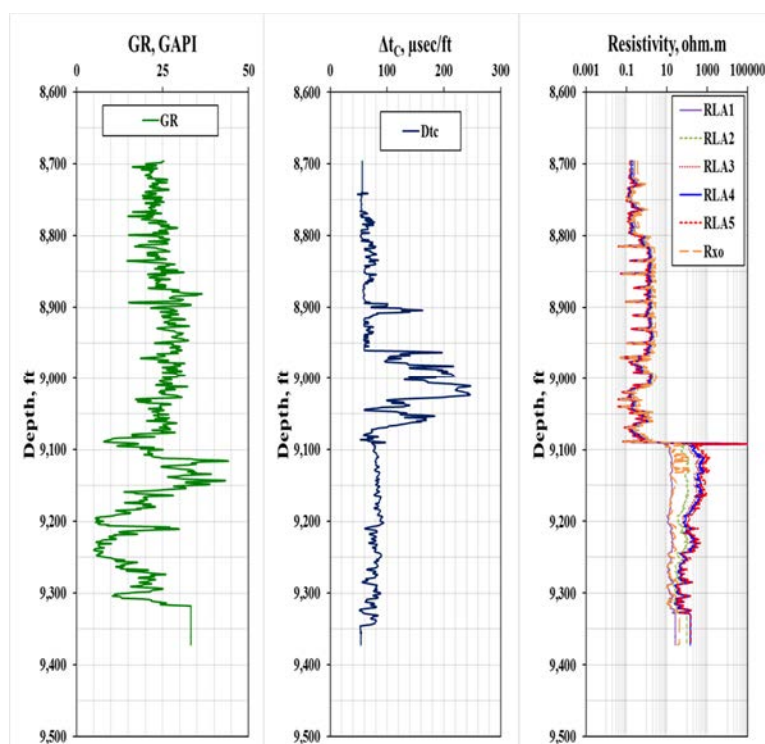 GR, GAPI
0 25 50
8,600
8,700
8,800
8,900
9,000
9,100
9,200
9,300
9,400
9,500
Depth, ft
GR
Δtc, µsec/ft
0 100 200 300
8,600
8,700
8,800
8,900
9,000
9,100
9,200
9,300
9,400
9,500
Depth, ft
Dtc
Resistivity, ohm.m
0.001 0.1 10 1000 100000
8,600
8,700
8,800
8,900
9,000
9,100
9,200
9,300
9,400
9,500
Depth, ft
RLA1
RLA2
RLA3
RLA4
RLA5
Rxo